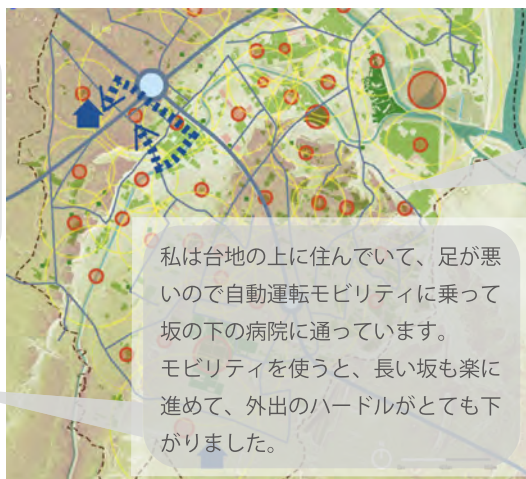 私は台地の上に住んでいて、足が悪
いので自動運転モビリティに乗って
坂の下の病院に通っています。
モビリティを使うと、長い坂も楽に
進めて、外出のハードルがとても下
がりました。